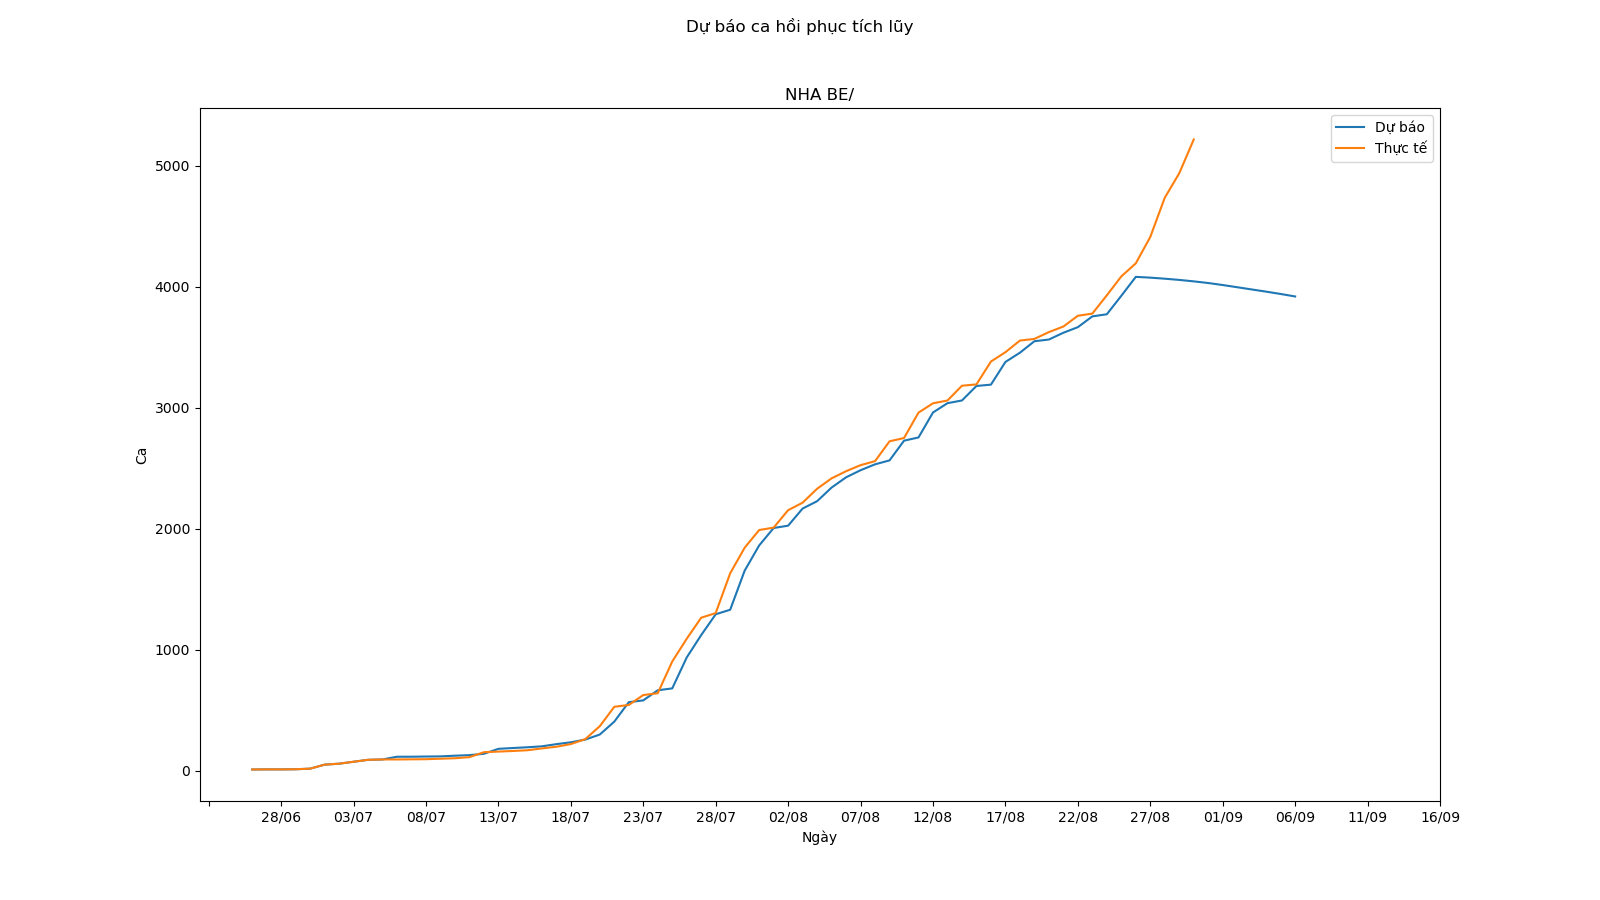 Dự báo ca hồi phục tích lũy
NHA BE/
Dự báo
Thực tế
5000
4000
3000
2000
1000
0
Ca
28/06 03/07 08/07 13/07 18/07 23/07 28/07 02/08 07/08 12/08 17/08 22/08 27/08 01/09 06/09 11/09 16/09
Ngày